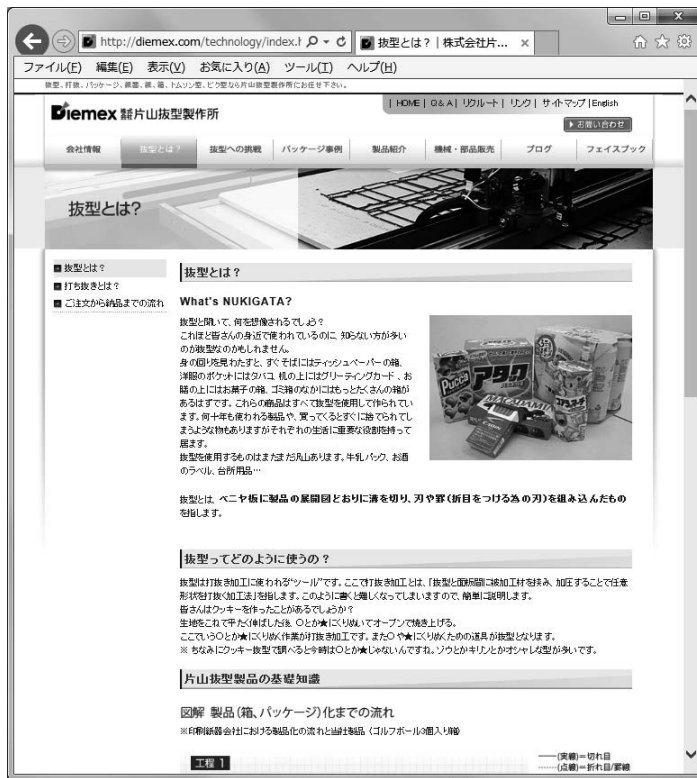 http://diemex.com/technology/index.h
抜型とは？ | 株式会社片...
ファイル(F) 編集(E) 表示(V) お気に入り(A) ツール(T) ヘルプ(H)
| HOME | Q&A | リクルート | リンク | サイトマップ | English
Diemex 株式会社片山抜型製作所
お問い合わせ
会社情報 抜型とは? 抜型への挑戦 パッケージ事例 製品紹介 機械・部品販売 ブログ フェイスブック
抜型とは?
抜型とは?
打ち抜きとは?
ご注文から納品までの流れ
抜型とは?
What's NUKIGATA?
抜型と聞いて、何を想像されるでしょう?
これほど皆さんの身近で使われているのに、知らない方が多い
のが抜型なのかもしれません。
身の回りを見わたすと、すぐそばにはティッシュペーパーの箱、
洋服のポケットにはタバコ、机の上にはグリーティングカード、お
膳の上にはお菓子の箱、ゴミ箱のなかにはもっとたくさんの箱が
あるはずです。これらの商品はすべて抜型を使用して作られてい
ます。何十年も使われる製品や、買ってくるとすぐに捨てられてし
まうような物もありますがそれぞれの生活に重要な役割を持って
居ます。
抜型を使用するものはまだまだ沢山あります。牛乳パック、お酒
のラベル、台所用品…
Pucca
アタック
MACADAMIA
抜型とは、ベニヤ板に製品の展開図とおりに溝を切り、刃や罫(折目をつける為の刃)を組み込んだもの
を指します。
抜型ってどのように使うの?
抜型は打抜き加工に使われる"ツール"です。ここで打抜き加工とは、「抜型と面板間に被加工材を挟み、加圧することで任意
形状を打抜く加工法」を指します。このように書くと難しくなってしまいますので、簡単に説明します。
皆さんはクッキーを作ったことがあるでしょうか?
生地をこねて平たく伸ばした後、○とか★にくりぬいてオーブンで焼き上げる。
ここでいう○とか★にくりぬく作業が打抜き加工です。また○や★にくりぬくための道具が抜型となります。
※ ちなみにクッキー抜型で調べると今時は○とか★じゃないんですね。ゾウとかキリンとかオシャレな型が多いです。
片山抜型製品の基礎知識
図解 製品(箱、パッケージ)化までの流れ
※印刷紙器会社における製品化の流れと当社製品 (ゴルフボール3個入り箱)
工程 1
——(実線)=切れ目
……(点線)=折れ目/罫線